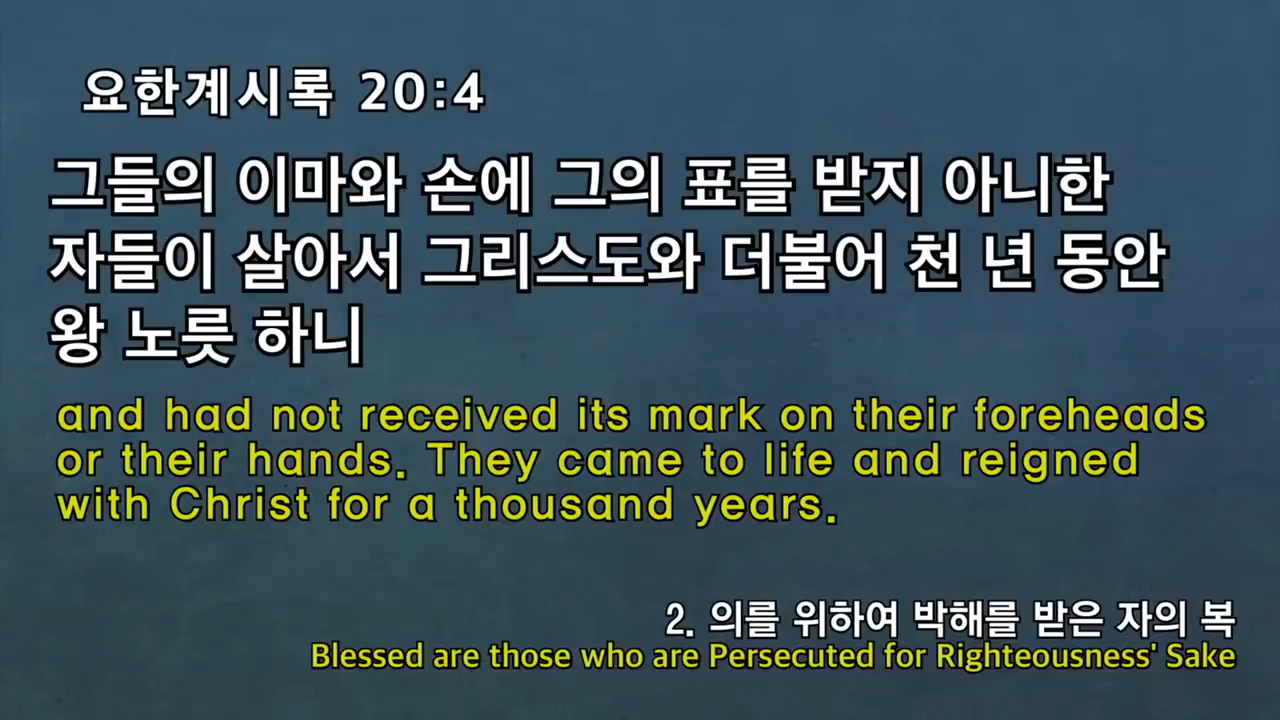 요한계시록 20:4
그들의 이마와 손에 그의 표를 받지 아니한
자들이 살아서 그리스도와 더불어 천 년 동안
왕 노릇 하니
and had not received its mark on their foreheads
or their hands. They came to life and reigned
with Christ for a thousand years.
2. 의를 위하여 박해를 받은 자의 복
Blessed are those who are Persecuted for Righteousness' Sake